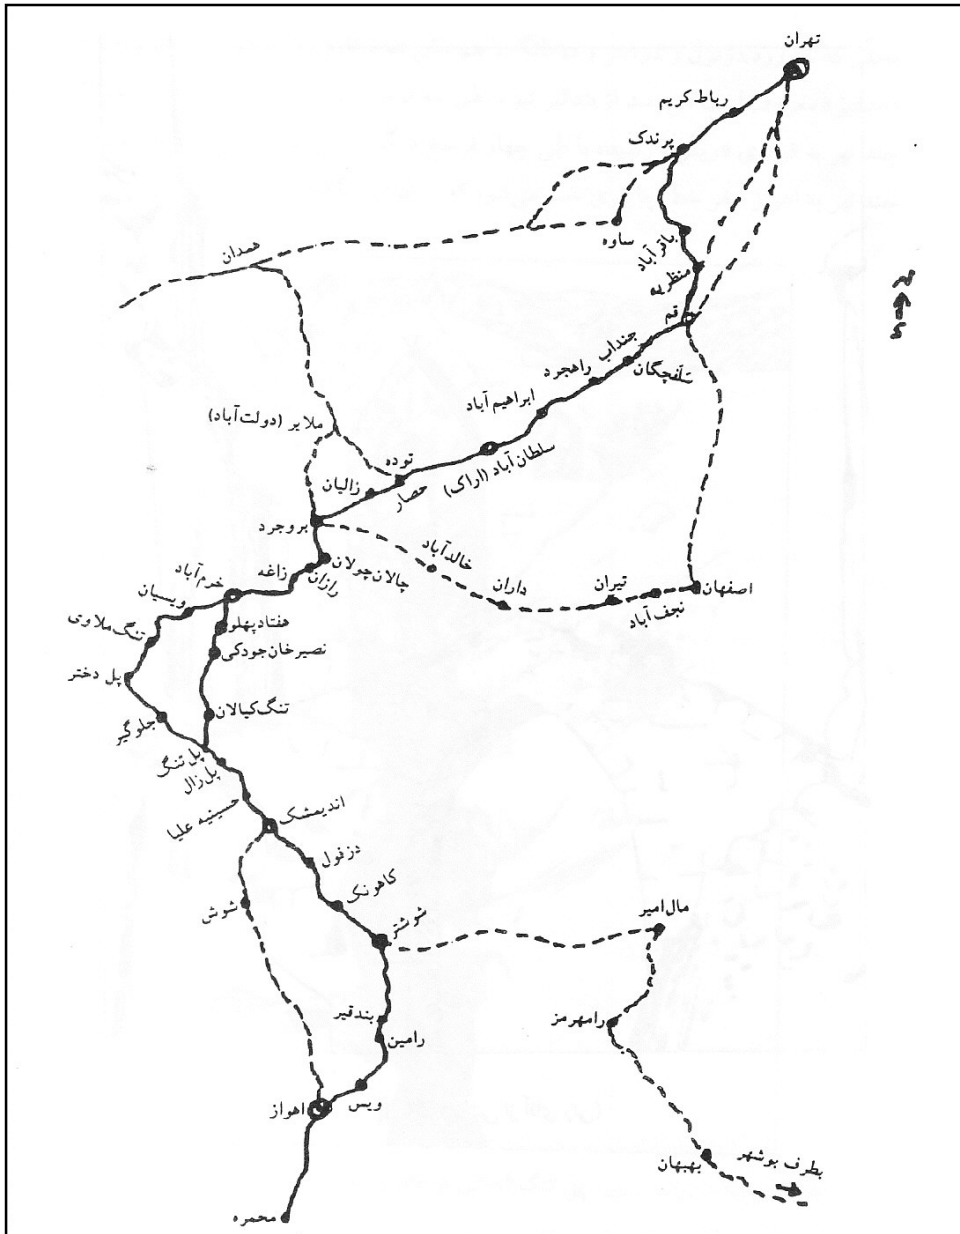 تهران
رباط کریم
پرندک
ساوه
باقرآباد
منظریه
همدان
قم
جنداب
راهجرد
ابراهیم آباد
سلطان آباد (اراک)
ملایر (دولت آباد)
توده
حصار
زالیان
بروجرد
چالان چولان
رازان
زاغه
خرم آباد
ویسیان
تنگ ملاوی
پل دختر
جلوگیر
هفتادپهلو
نصیرخان جودکی
تنگ کیالان
پل تنگ
پل زال
حسینیه علیا
خالدآباد
داران
تیران
نجف آباد
اصفهان
اندیمشک
دزفول
کاهونک
شوشتر
شوش
بندقیر
رامین
ویس
اهواز
محمره
مال امیر
رامهرمز
بهبهان
بطرف بوشهر